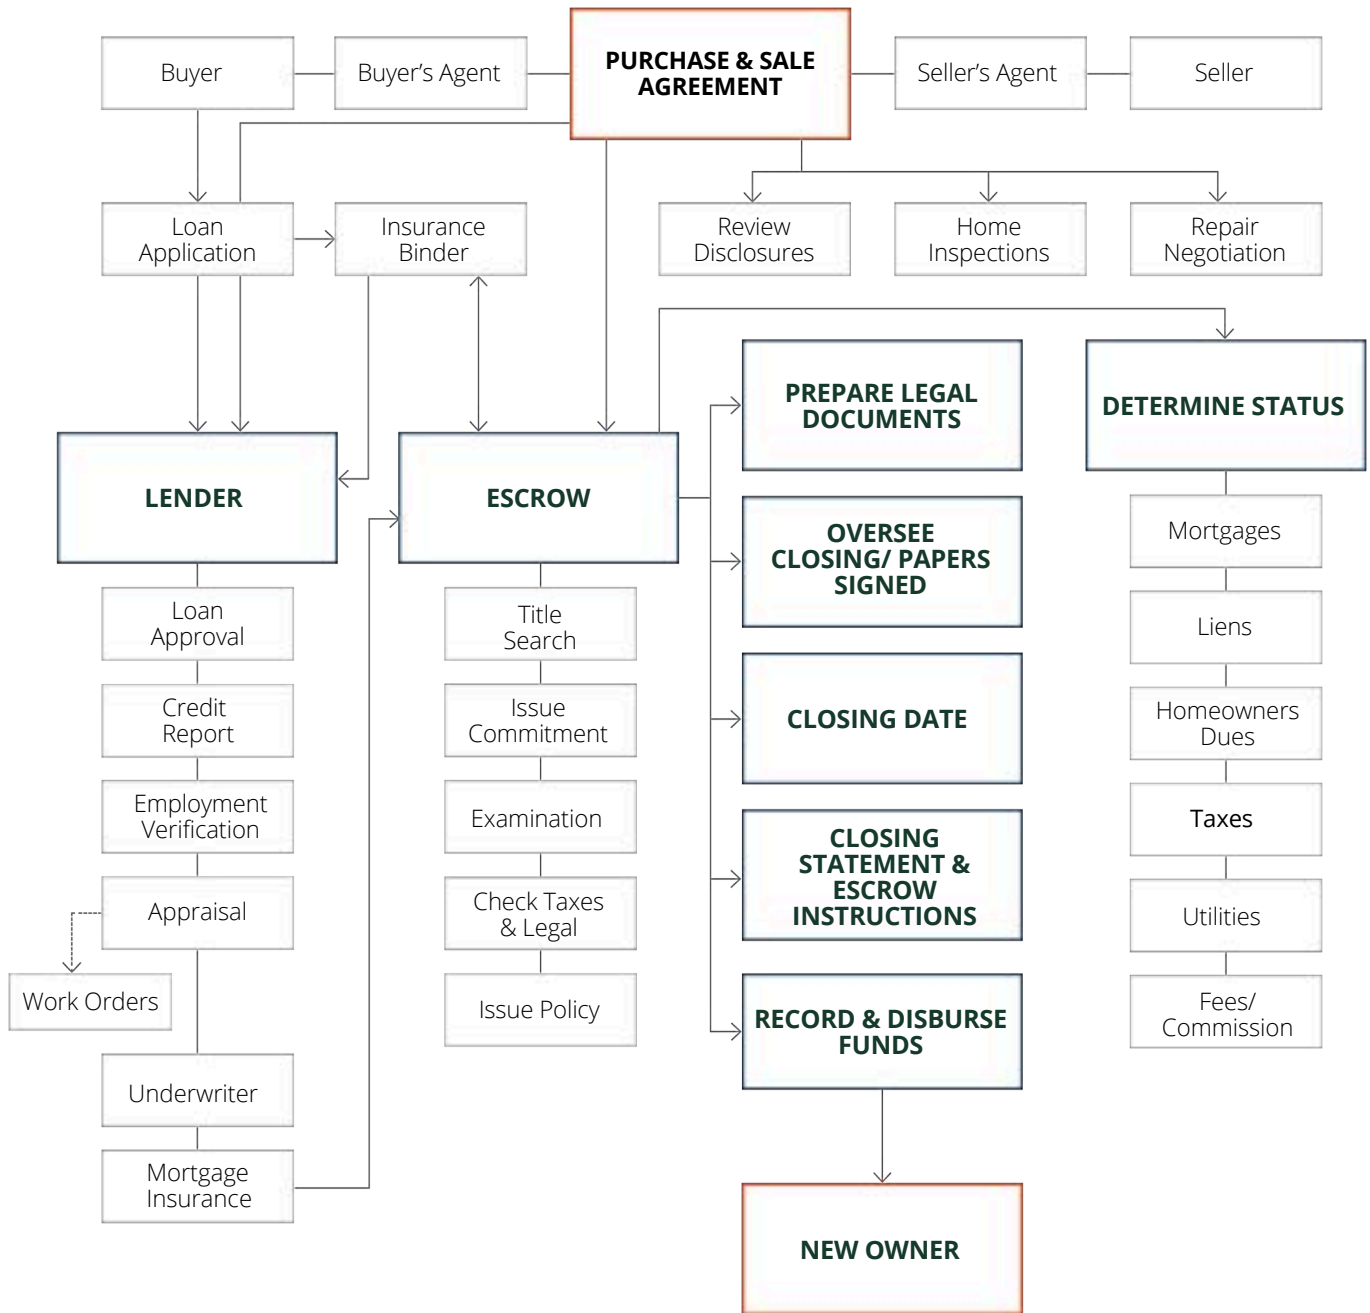 Buyer
Buyer's Agent
PURCHASE & SALE
AGREEMENT
Seller's Agent
Seller
Loan
Application
Insurance
Binder
Review
Disclosures
Home
Inspections
Repair
Negotiation
LENDER
ESCROW
PREPARE LEGAL
DOCUMENTS
DETERMINE STATUS
OVERSEE
CLOSING/ PAPERS
SIGNED
CLOSING DATE
CLOSING
STATEMENT &
ESCROW
INSTRUCTIONS
RECORD & DISBURSE
FUNDS
NEW OWNER
Loan
Approval
Credit
Report
Employment
Verification
Appraisal
Work Orders
Underwriter
Mortgage
Insurance
Title
Search
Issue
Commitment
Examination
Check Taxes
& Legal
Issue Policy
Mortgages
Liens
Homeowners
Dues
Taxes
Utilities
Fees/
Commission